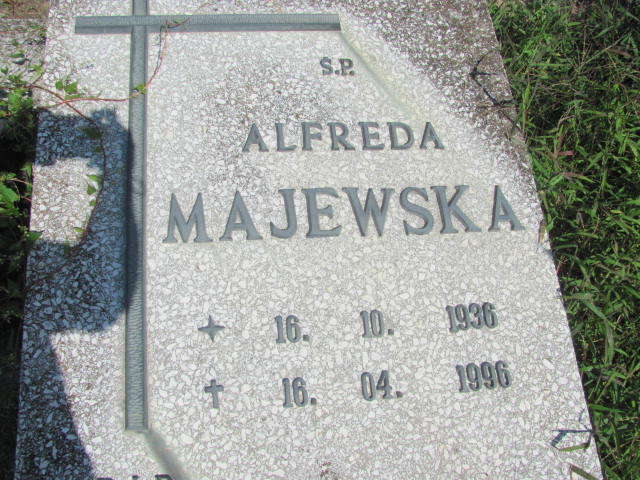 Ś.P.
ALFREDA
MAJEWSKA
16. 10. 1936
16. 04. 1996